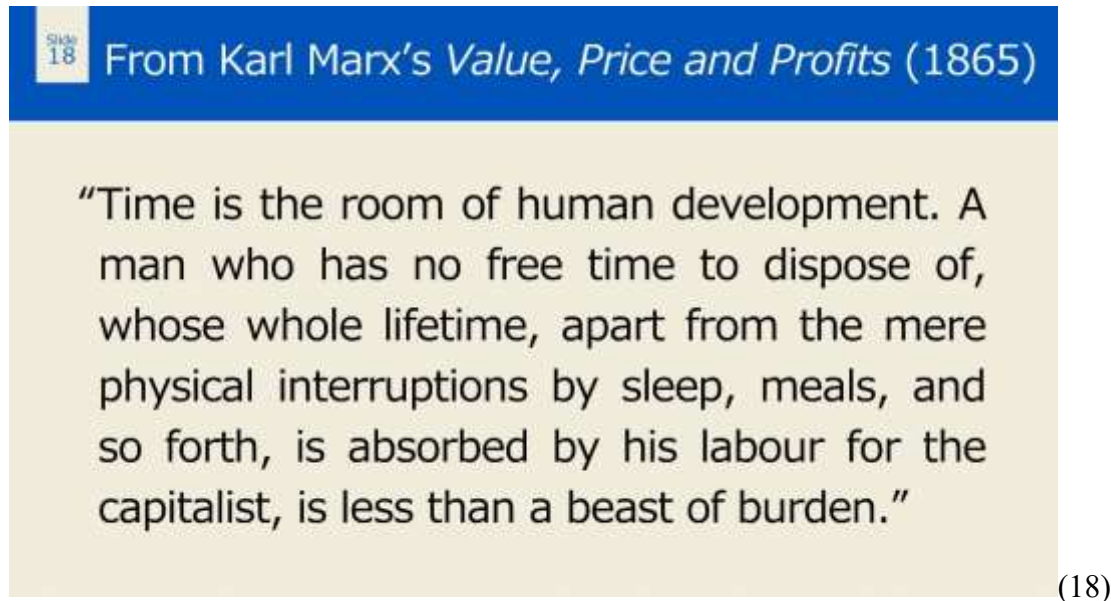 Slide
18
From Karl Marx’s Value, Price and Profits (1865)
“Time is the room of human development. A
man who has no free time to dispose of,
whose whole lifetime, apart from the mere
physical interruptions by sleep, meals, and
so forth, is absorbed by his labour for the
capitalist, is less than a beast of burden.”
(18)